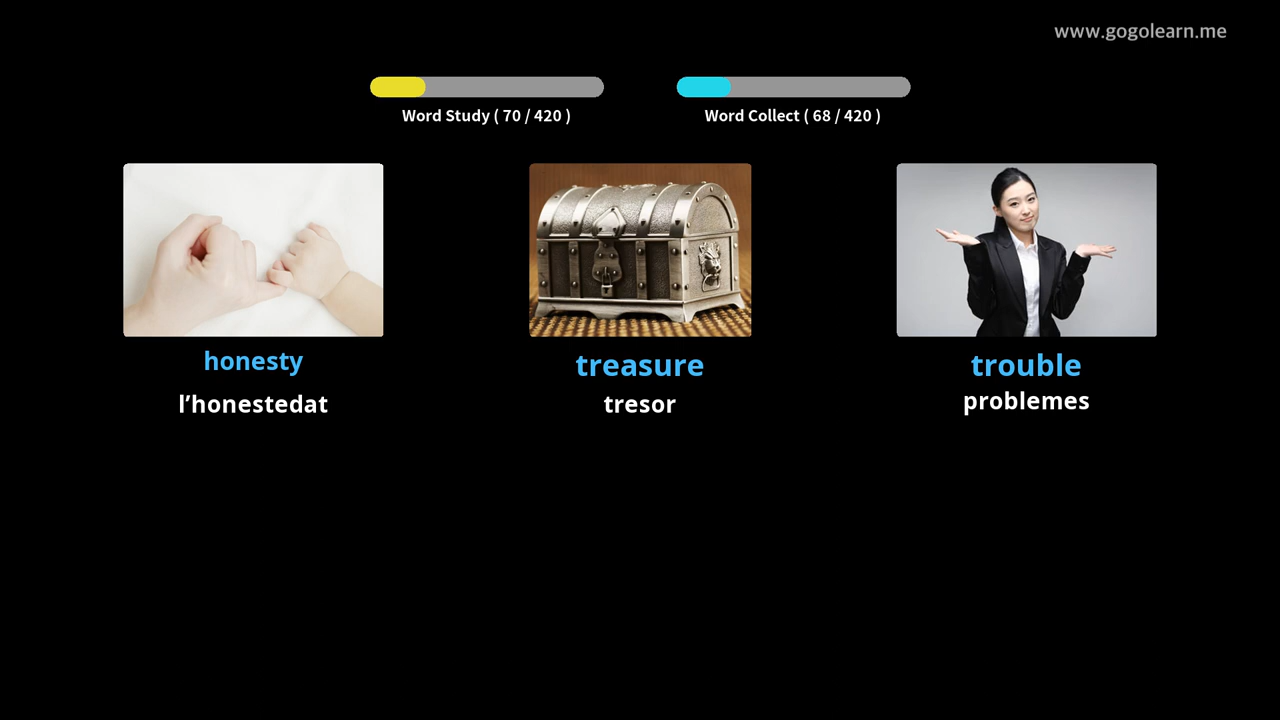 www.gogolearn.me
Word Study ( 70 / 420 )
Word Collect ( 68 / 420 )
honesty
l’honestedat
treasure
tresor
trouble
problemes